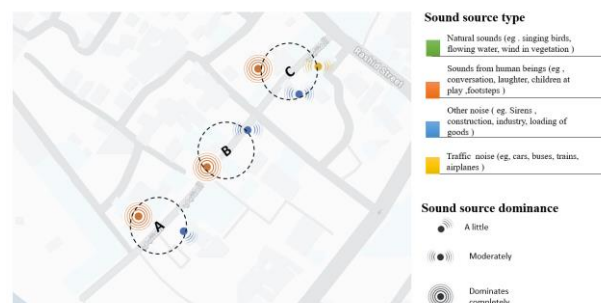 C
Rashid Street
B
A
Sound source type
Natural sounds (eg . singing birds,
flowing water, wind in vegetation )
Sounds from human beings (eg ,
conversation, laughter, children at
play ,footsteps )
Other noise ( eg. Sirens ,
construction, industry, loading of
goods )
Traffic noise (eg, cars, buses, trains,
airplanes )
Sound source dominance
A little
Moderately
Dominates
completely